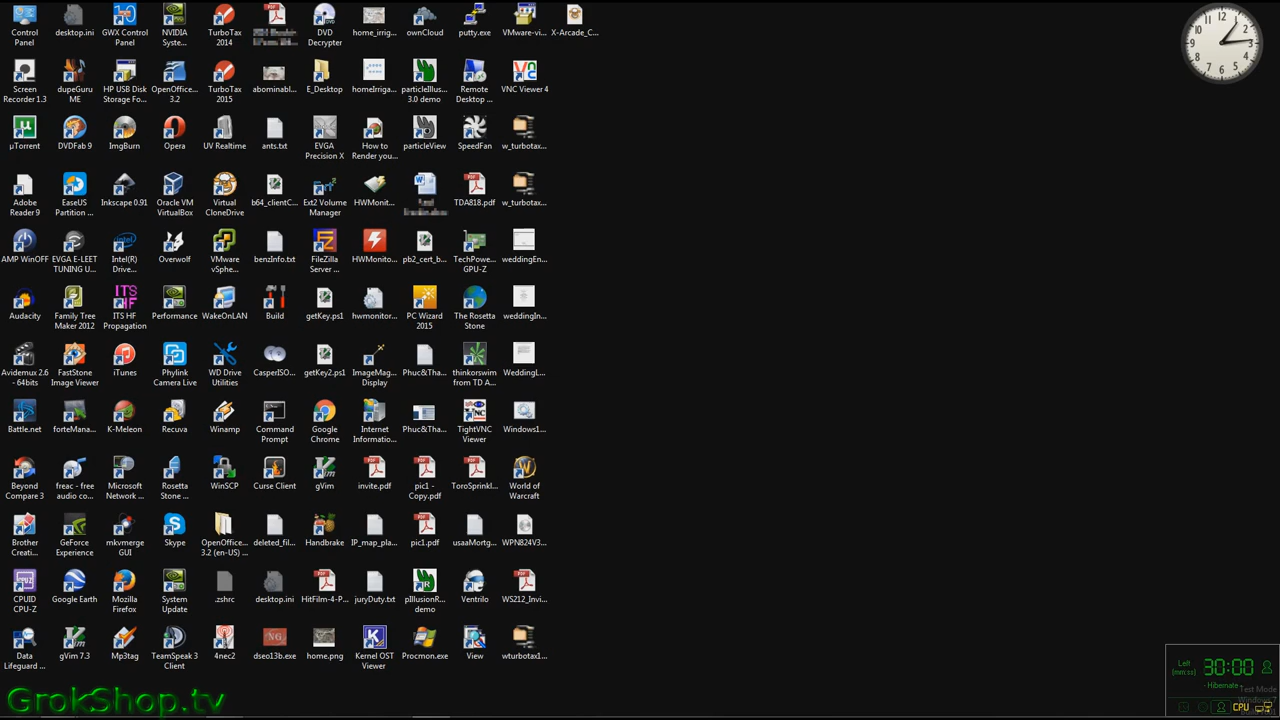 Control
Panel
desktop.ini
GWX Control
Panel
NVIDIA
Syste...
TurboTax
2014
DVD
Decrypter
home_irrig...
ownCloud
putty.exe
VMware-vi...
X-Arcade_C...
Screen
Recorder 1.3
dupeGuru
ME
HP USB Disk
Storage Fo...
OpenOffice...
3.2
TurboTax
2015
abominabl...
E_Desktop
homeIrriga...
particleIllus...
3.0 demo
Remote
Desktop ...
VNC Viewer 4
µTorrent
DVDFab 9
ImgBurn
Opera
UV Realtime
ants.txt
EVGA
Precision X
How to
Render you...
particleView
SpeedFan
w_turbotax...
Adobe
Reader 9
EaseUS
Partition ...
Inkscape 0.91
Oracle VM
VirtualBox
Virtual
CloneDrive
b64_clientC...
Ext2 Volume
Manager
HWMonit...
TDA818.pdf
w_turbotax...
AMP WinOFF
EVGA E-LEET
TUNING U...
Intel(R)
Drive...
Overwolf
VMware
vSphe...
benzInfo.txt
FileZilla
Server ...
HWMonito...
pb2_cert_b...
TechPowe...
GPU-Z
weddingEn...
Audacity
Family Tree
Maker 2012
ITS HF
Propagation
Performance
WakeOnLAN
Build
getKey.ps1
hwmonitor...
PC Wizard
2015
The Rosetta
Stone
weddingIn...
Avidemux 2.6
- 64bits
FastStone
Image Viewer
iTunes
Phylink
Camera Live
WD Drive
Utilities
CasperISO...
getKey2.ps1
ImageMag...
Display
Phuc&Tha...
thinkorswim
from TD A...
WeddingL...
Battle.net
forteMana...
K-Meleon
Recuva
Winamp
Command
Prompt
Google
Chrome
Internet
Informatio...
Phuc&Tha...
TightVNC
Viewer
Windows1...
Beyond
Compare 3
freac - free
audio co...
Microsoft
Network ...
Rosetta
Stone ...
WinSCP
Curse Client
gVim
invite.pdf
pic1 -
Copy.pdf
ToroSprinkl...
World of
Warcraft
Brother
Creati...
GeForce
Experience
mkvmerge
GUI
Skype
OpenOffice...
3.2 (en-US) ...
deleted_fil...
Handbrake
IP_map_pla...
pic1.pdf
usaaMortg...
WPN824V3...
CPUID
CPU-Z
Google Earth
Mozilla
Firefox
System
Update
.zshrc
desktop.ini
HitFilm-4-P...
juryDuty.txt
pIllusionR...
demo
Ventrilo
WS212_Invi...
Data
Lifeguard ...
gVim 7.3
Mp3tag
TeamSpeak 3
Client
4nec2
dseo13b.exe
home.png
Kernel OST
Viewer
Procmon.exe
View
wturbotax1...
GrokShop.tv
Left
(mm:ss)
30:00
- Hibernate -
Test Mode
CPU